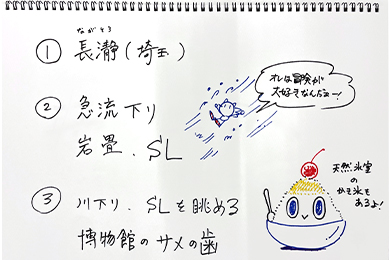 ながとろ
① 長瀞(埼玉)
② 急流下り
岩畳、SL
オレは冒険が
大好きなんだー!
③ 川下り、SLを眺める
博物館のサメの歯
天然氷室
の
かき氷も
あるよ!